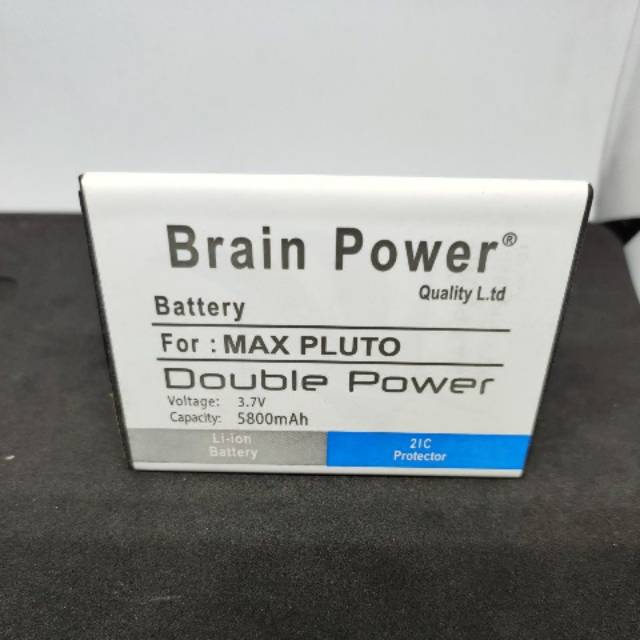 Brain Power®
Quality L.td
Battery
For : MAX PLUTO
Double Power
Voltage: 3.7V
Capacity: 5800mAh
Li-ion
Battery
2IC
Protector